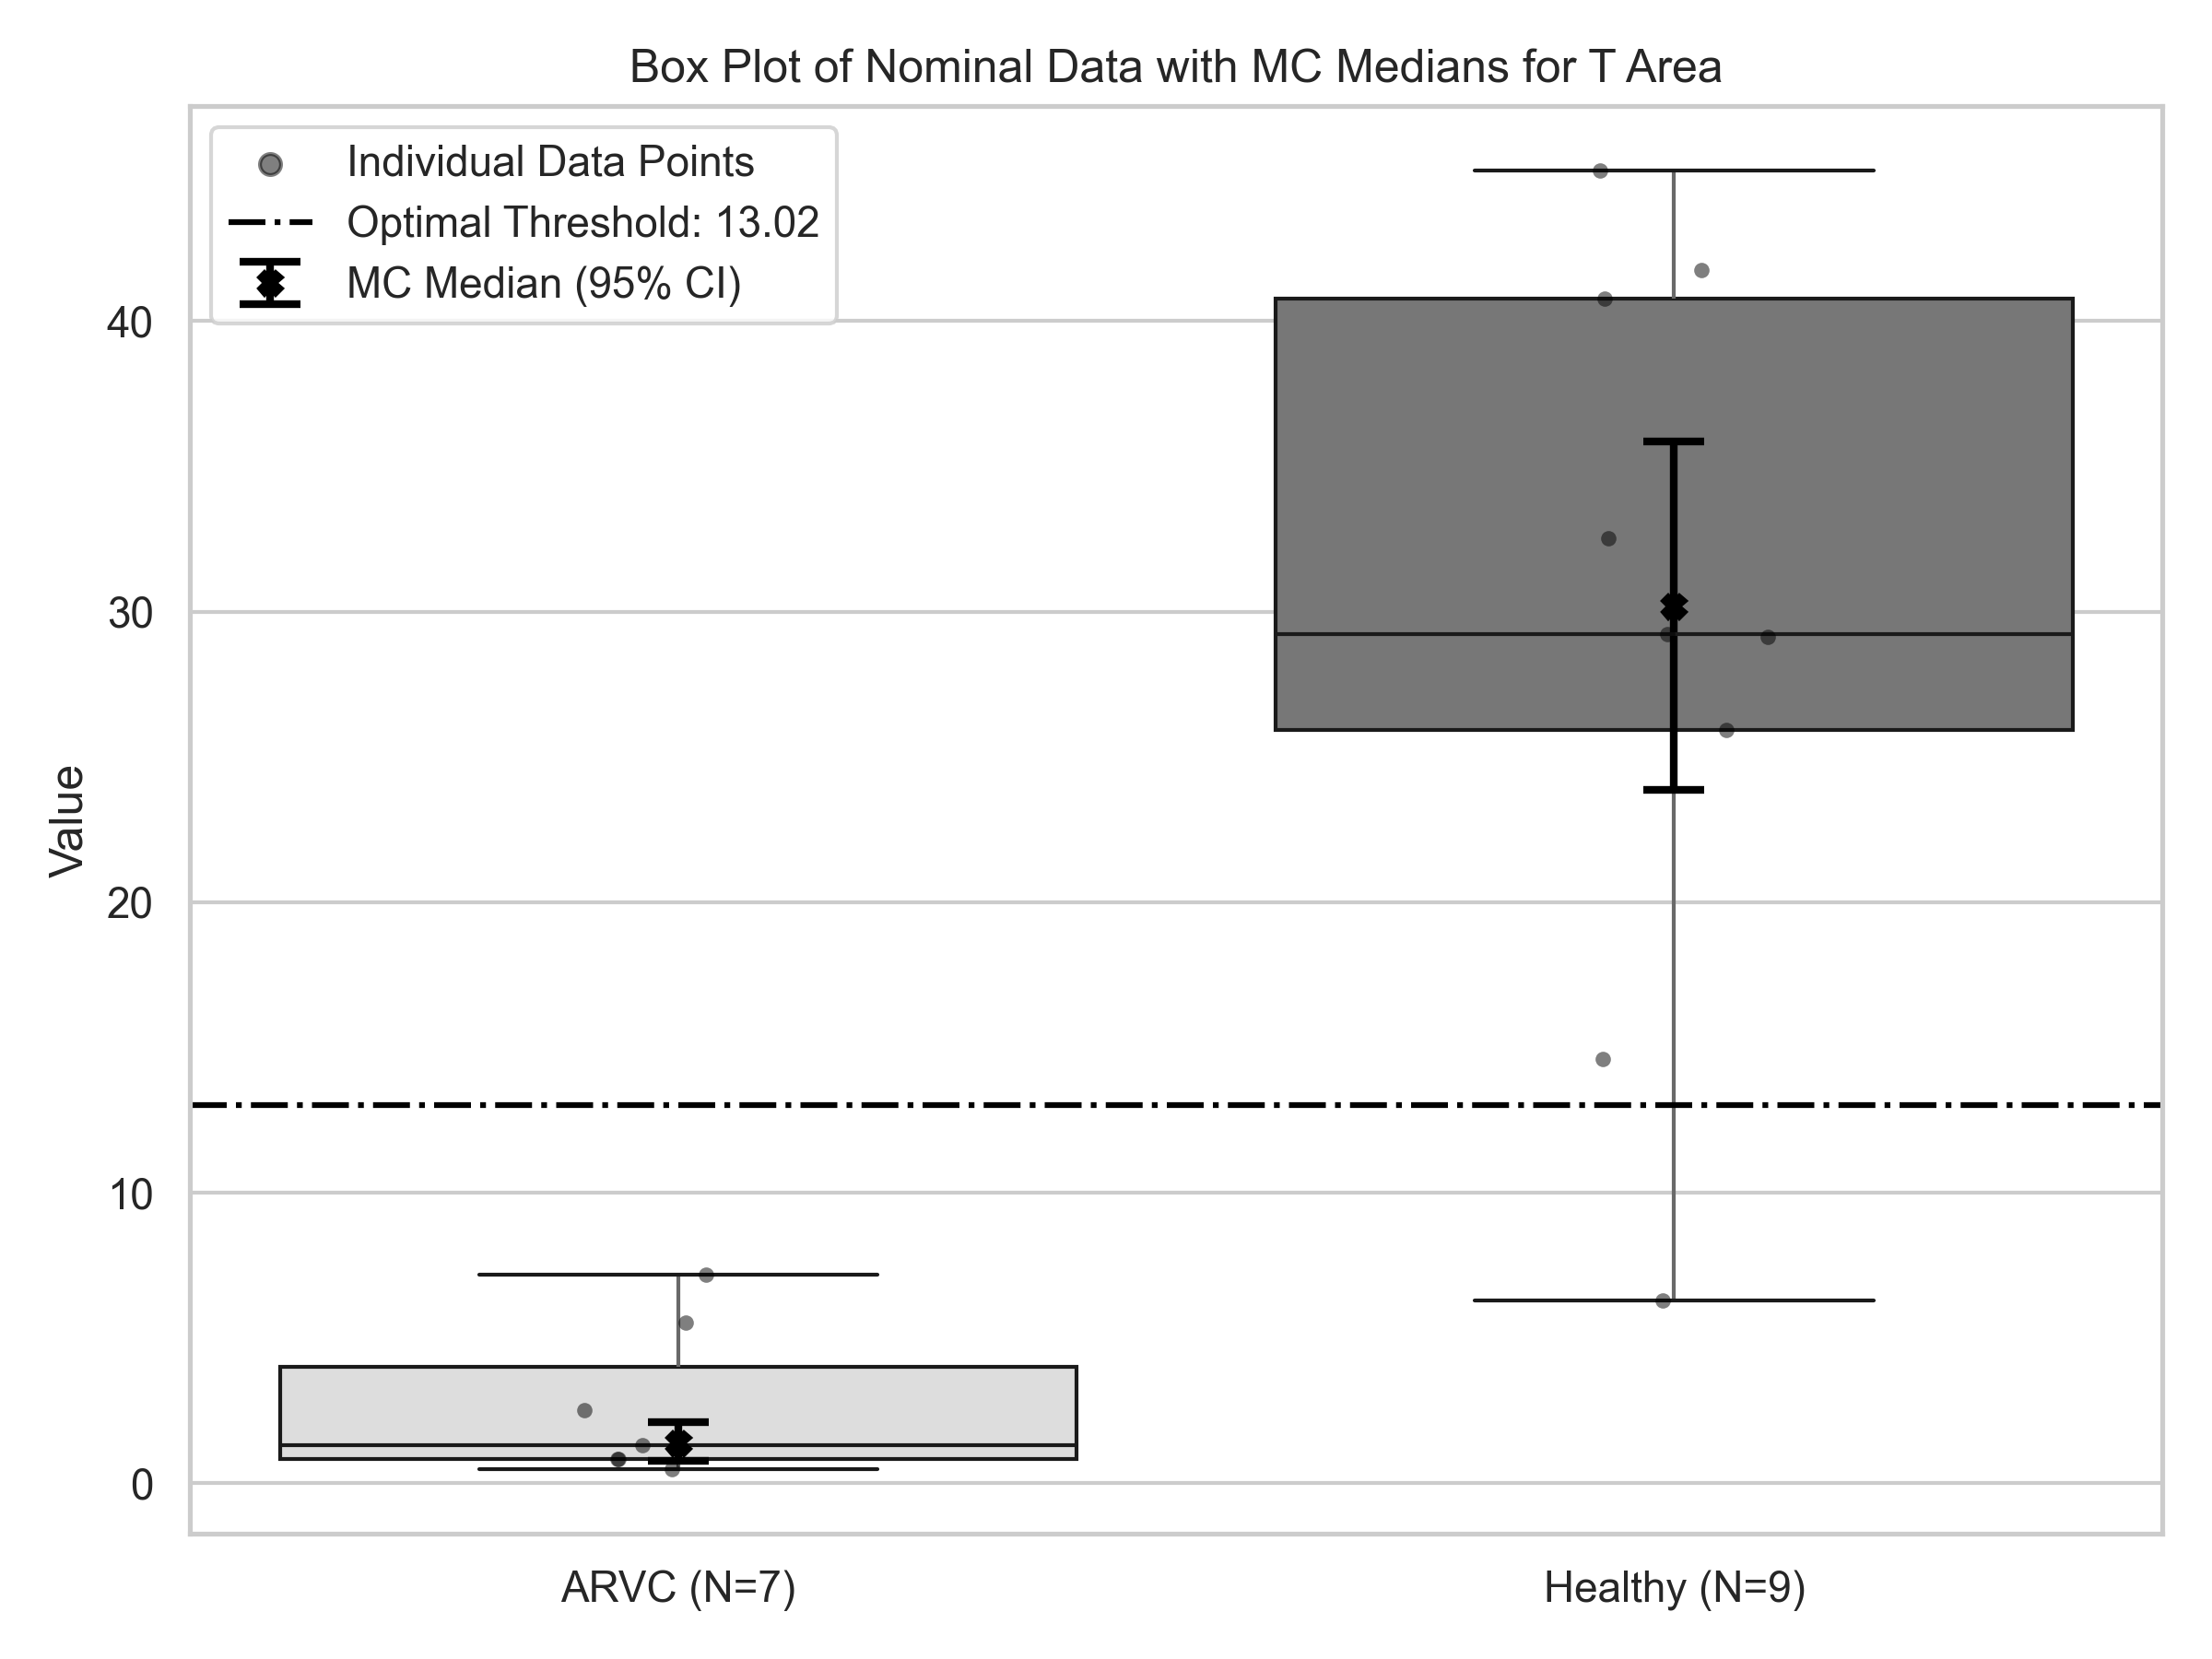 Box Plot of Nominal Data with MC Medians for T Area
Individual Data Points
Optimal Threshold: 13.02
MC Median (95% CI)
Value
40
30
20
10
0
ARVC (N=7)
Healthy (N=9)